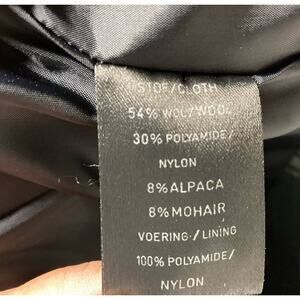 STOF/CLOTH
54% WOL/WOOL
30% POLYAMIDE/
NYLON
8% ALPACA
8% MOHAIR
VOERING/LINING
100% POLYAMIDE/
NYLON